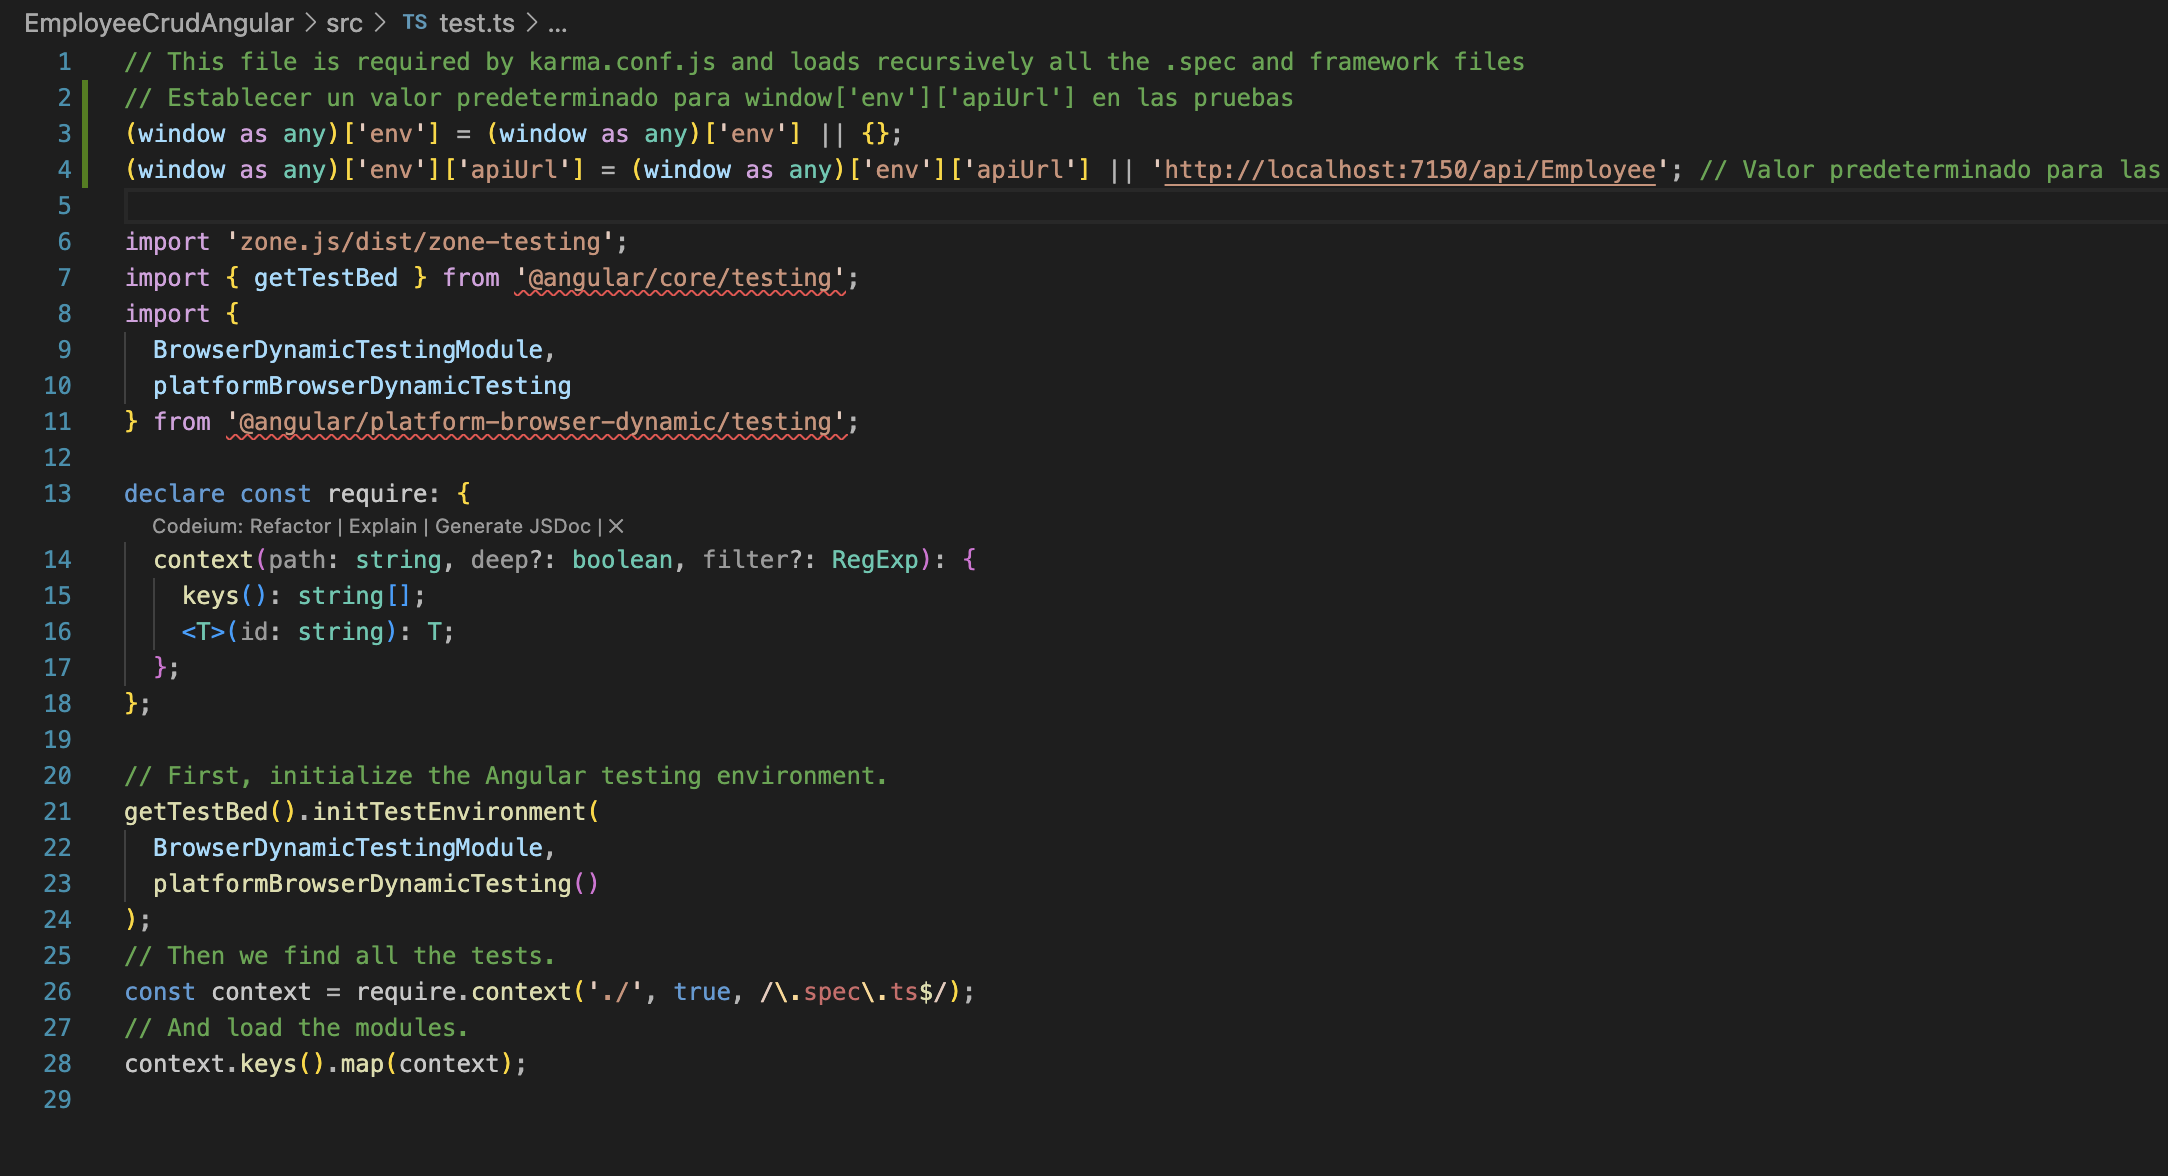 EmployeeCrudAngular > src > TS test.ts > ...
1 // This file is required by karma.conf.js and loads recursively all the .spec and framework files
2 // Establecer un valor predeterminado para window['env']['apiUrl'] en las pruebas
3 (window as any)['env'] = (window as any)['env'] || {};
4 (window as any)['env']['apiUrl'] = (window as any)['env']['apiUrl'] || 'http://localhost:7150/api/Employee'; // Valor predeterminado para las
5
6 import 'zone.js/dist/zone-testing';
7 import { getTestBed } from '@angular/core/testing';
8 import {
9   BrowserDynamicTestingModule,
10   platformBrowserDynamicTesting
11 } from '@angular/platform-browser-dynamic/testing';
12
13 declare const require: {
Codeium: Refactor | Explain | Generate JSDoc | ×
14   context(path: string, deep?: boolean, filter?: RegExp): {
15     keys(): string[];
16     <T>(id: string): T;
17   };
18 };
19
20 // First, initialize the Angular testing environment.
21 getTestBed().initTestEnvironment(
22   BrowserDynamicTestingModule,
23   platformBrowserDynamicTesting()
24 );
25 // Then we find all the tests.
26 const context = require.context('./', true, /\.spec\.ts$/);
27 // And load the modules.
28 context.keys().map(context);
29